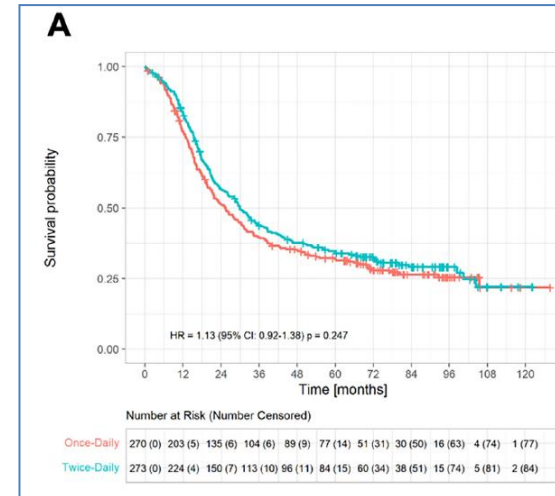 A
1.00
0.75
0.50
0.25
0.00
Survival probability
HR = 1.13 (95% CI: 0.92-1.38) p = 0.247
0 12 24 36 48 60 72 84 96 108 120
Time [months]
Number at Risk (Number Censored)
Once-Daily 270 (0) 203 (5) 135 (6) 104 (6) 89 (9) 77 (14) 51 (31) 30 (50) 16 (63) 4 (74) 1 (77)
Twice-Daily 273 (0) 224 (4) 150 (7) 113 (10) 96 (11) 84 (15) 60 (34) 38 (51) 15 (74) 5 (81) 2 (84)